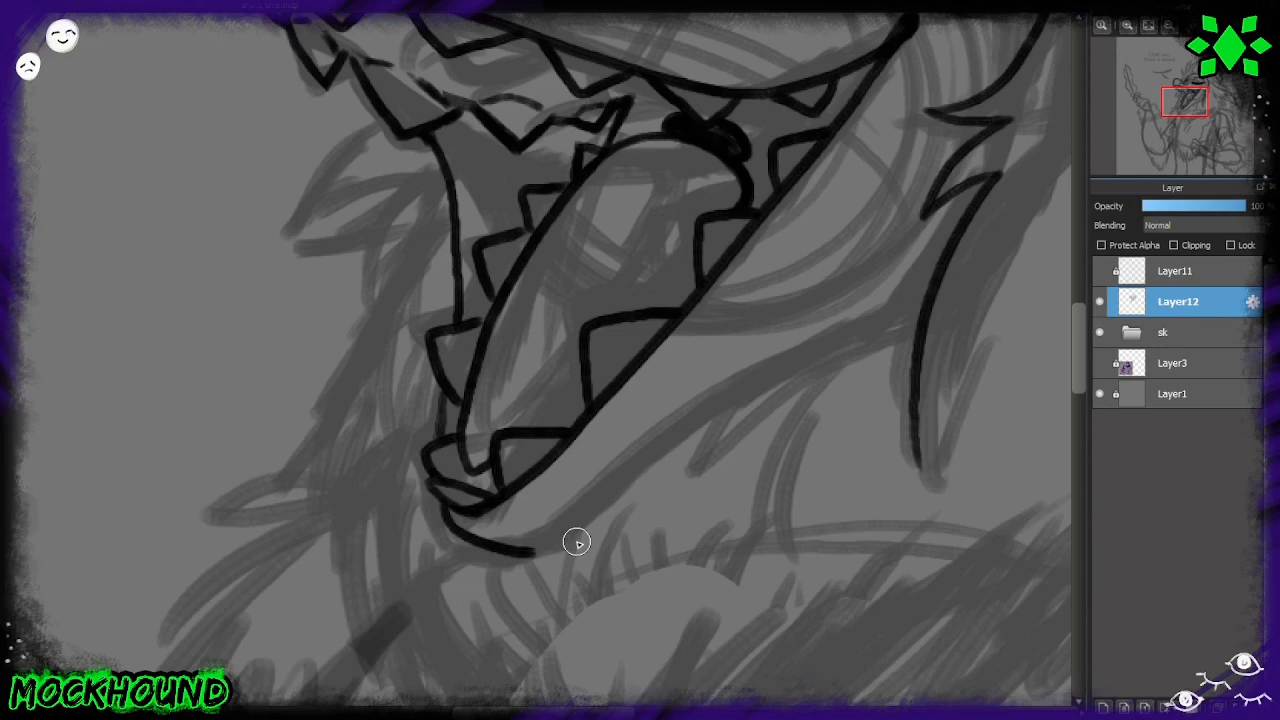 Layer
Opacity 100
Blending Normal
Protect Alpha Clipping Lock
Layer11
Layer12
sk
Layer3
Layer1
MOCKHOUND